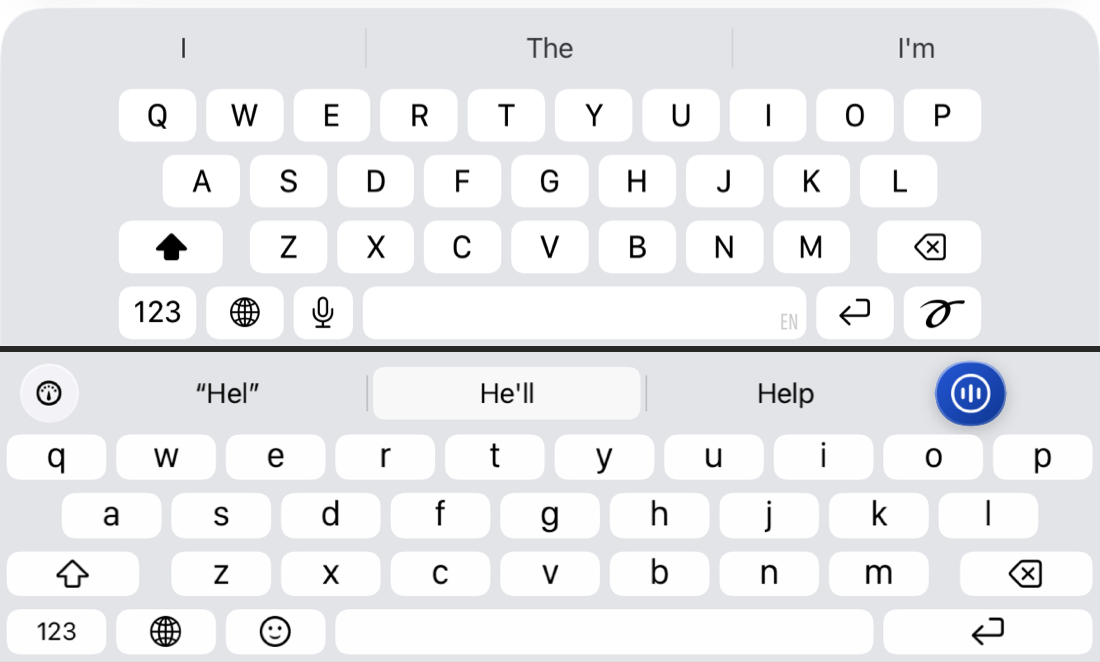 I The I'm
Q W E R T Y U I O P
A S D F G H J K L
Z X C V B N M
123 EN
“Hel” He'll Help
q w e r t y u i o p
a s d f g h j k l
z x c v b n m
123